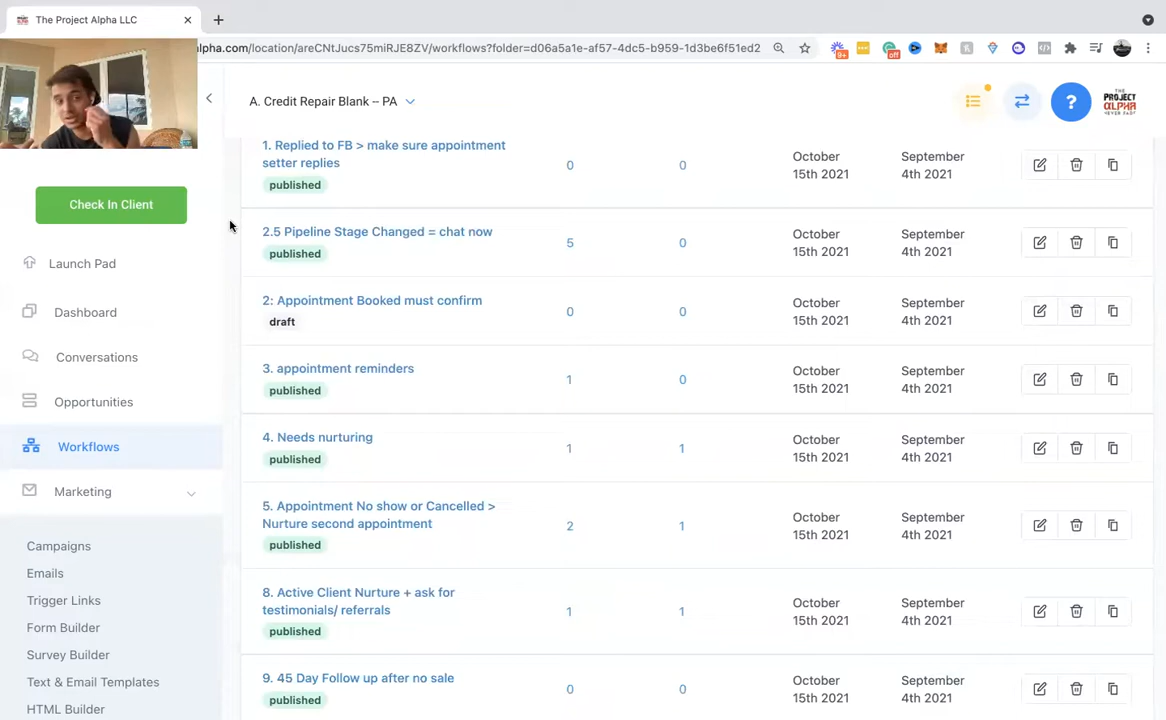 The Project Alpha LLC
alpha.com/location/areCNtJucs75miRJE8ZV/workflows?folder=d06a5a1e-af57-4dc5-b959-1d3be6f51ed2
9+
off
A. Credit Repair Blank -- PA
?
THE
PROJECT
ALPHA
NEVER EASY
Check In Client
Launch Pad
Dashboard
Conversations
Opportunities
Workflows
Marketing
Campaigns
Emails
Trigger Links
Form Builder
Survey Builder
Text & Email Templates
HTML Builder
1. Replied to FB > make sure appointment
setter replies
published
0
0
October
15th 2021
September
4th 2021
2.5 Pipeline Stage Changed = chat now
published
5
0
October
15th 2021
September
4th 2021
2: Appointment Booked must confirm
draft
0
0
October
15th 2021
September
4th 2021
3. appointment reminders
published
1
0
October
15th 2021
September
4th 2021
4. Needs nurturing
published
1
1
October
15th 2021
September
4th 2021
5. Appointment No show or Cancelled >
Nurture second appointment
published
2
1
October
15th 2021
September
4th 2021
8. Active Client Nurture + ask for
testimonials/ referrals
published
1
1
October
15th 2021
September
4th 2021
9. 45 Day Follow up after no sale
published
0
0
October
15th 2021
September
4th 2021